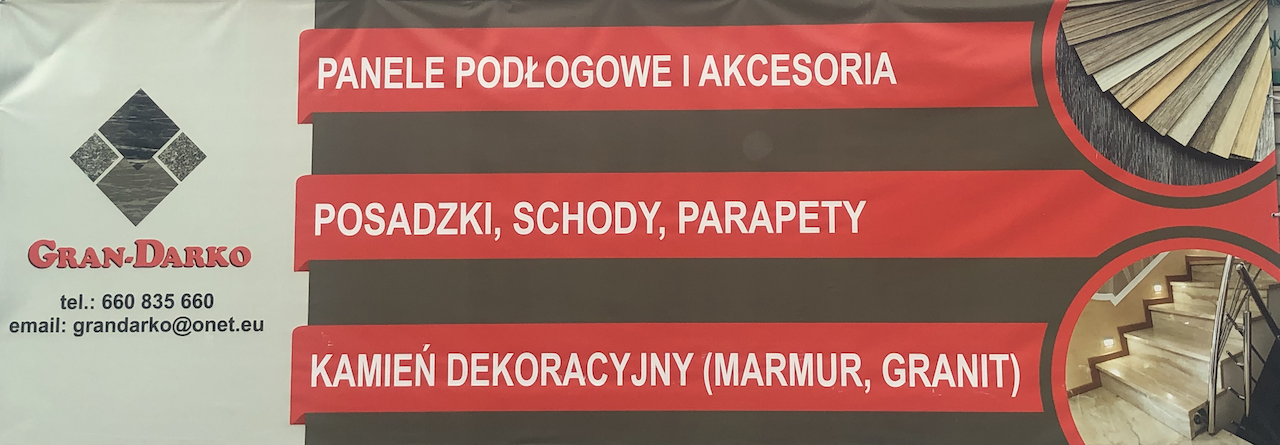 GRAN-DARKO
tel.: 660 835 660
email: grandarko@onet.eu
PANELE PODŁOGOWE I AKCESORIA
POSADZKI, SCHODY, PARAPETY
KAMIEŃ DEKORACYJNY (MARMUR, GRANIT)